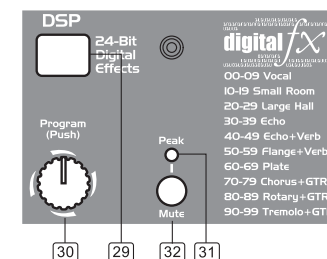 DSP
24-Bit
Digital
Effects
Program
(Push)
Peak
Mute
digital fx
00-09 Vocal
10-19 Small Room
20-29 Large Hall
30-39 Echo
40-49 Echo+Verb
50-59 Flange+Verb
60-69 Plate
70-79 Chorus+GTR
80-89 Rotary+GT
90-99 Tremolo+GT
30
29
32
31